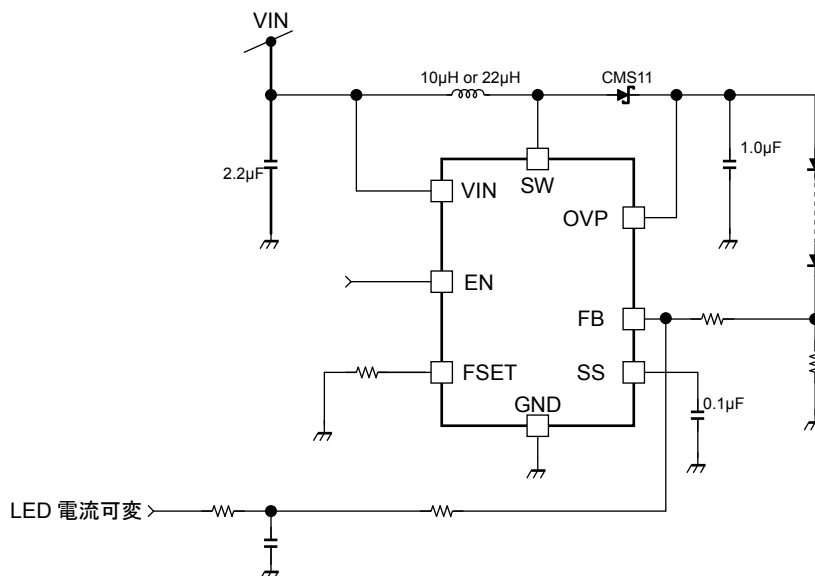 VIN
10µH or 22µH
CMS11
2.2µF
1.0µF
SW
VIN
OVP
EN
FB
FSET
SS
GND
0.1µF
LED 電流可変